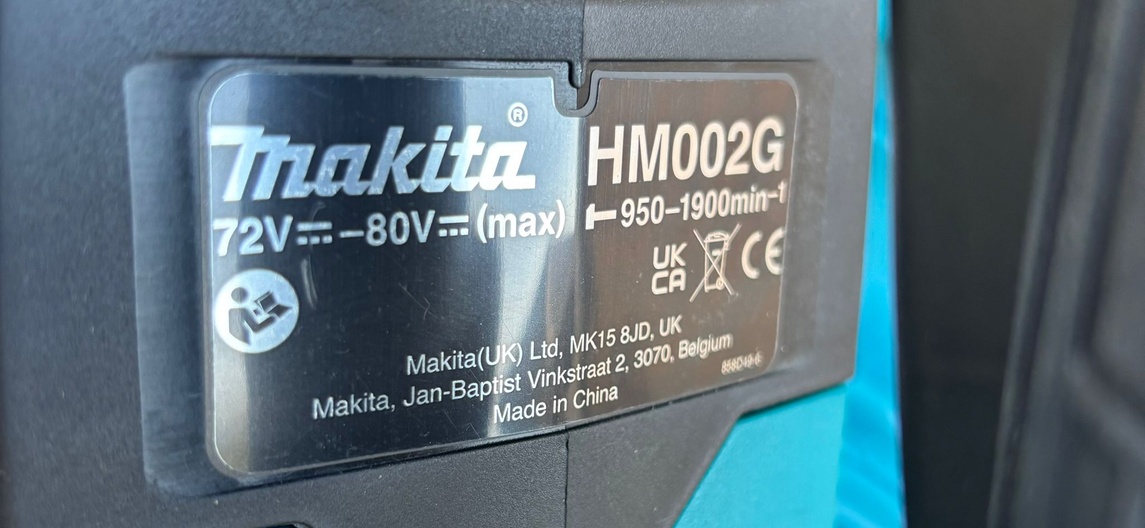 Makita®
HM002G
72V⎓–80V⎓(max)
950–1900min-1
UK
CA
CE
Makita(UK) Ltd, MK15 8JD, UK
Makita, Jan-Baptist Vinkstraat 2, 3070, Belgium
Made in China